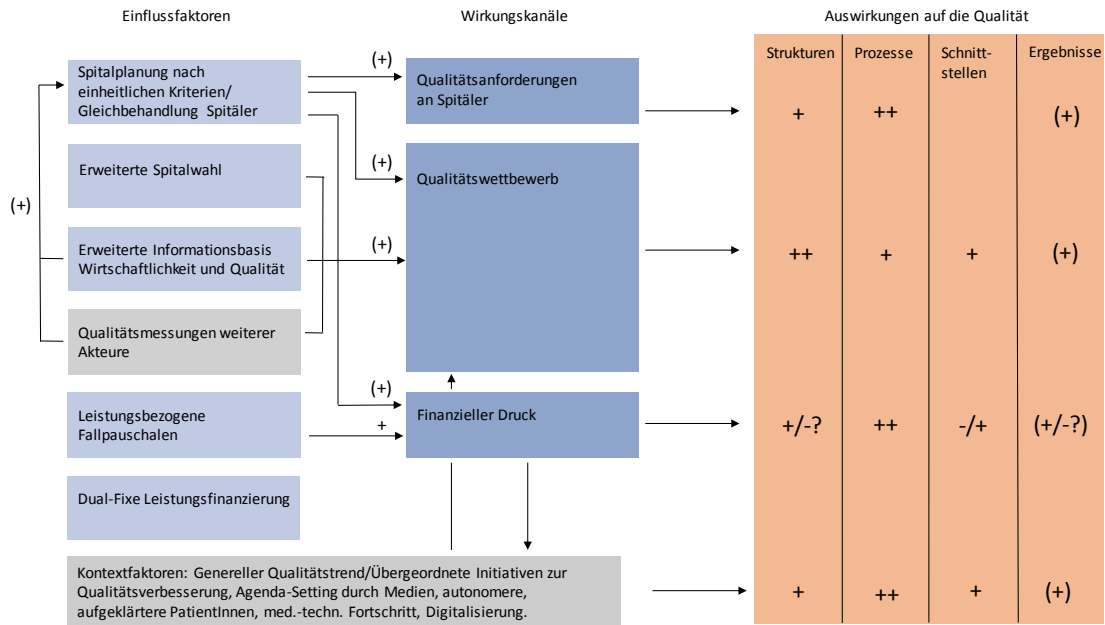 Einflussfaktoren
Wirkungskanäle
Auswirkungen auf die Qualität
Strukturen
Prozesse
Schnitt-
stellen
Ergebnisse
(+)
Spitalplanung nach
einheitlichen Kriterien/
Gleichbehandlung Spitäler
(+)
Qualitätsanforderungen
an Spitäler
+
++
(+)
Erweiterte Spitalwahl
(+)
Qualitätswettbewerb
Erweiterte Informationsbasis
Wirtschaftlichkeit und Qualität
(+)
++
+
+
(+)
Qualitätsmessungen weiterer
Akteure
Leistungsbezogene
Fallpauschalen
(+)
+
Finanzieller Druck
+/-?
++
-/+
(+/-?)
Dual-Fixe Leistungsfinanzierung
Kontextfaktoren: Genereller Qualitätstrend/Übergeordnete Initiativen zur
Qualitätsverbesserung, Agenda-Setting durch Medien, autonomere,
aufgeklärtere PatientInnen, med.-techn. Fortschritt, Digitalisierung.
+
++
+
(+)